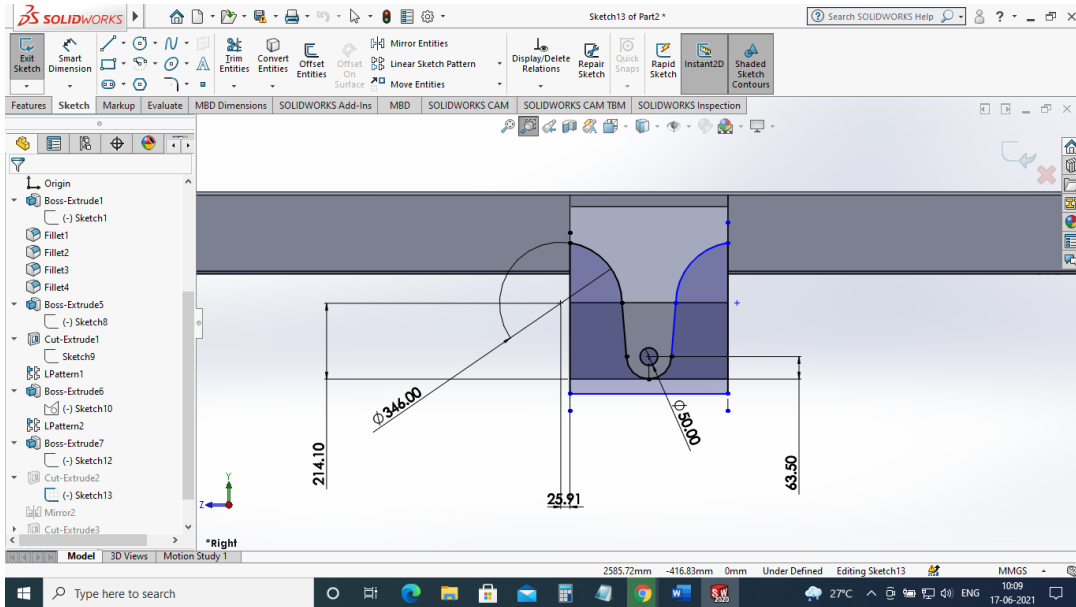 SOLIDWORKS
Sketch13 of Part2 *
Search SOLIDWORKS Help
Exit Sketch
Smart Dimension
Trim Entities
Convert Entities
Offset Entities
Offset On Surface
Mirror Entities
Linear Sketch Pattern
Move Entities
Display/Delete Relations
Repair Sketch
Quick Snaps
Rapid Sketch
Instant2D
Shaded Sketch Contours
Features Sketch Markup Evaluate MBD Dimensions SOLIDWORKS Add-Ins MBD SOLIDWORKS CAM SOLIDWORKS CAM TBM SOLIDWORKS Inspection
Origin
Boss-Extrude1
(-) Sketch1
Fillet1
Fillet2
Fillet3
Fillet4
Boss-Extrude5
(-) Sketch8
Cut-Extrude1
Sketch9
LPattern1
Boss-Extrude6
(-) Sketch10
LPattern2
Boss-Extrude7
(-) Sketch12
Cut-Extrude2
(-) Sketch13
Mirror2
Cut-Extrude3
Ø346.00
Ø50.00
214.10
63.50
25.91
Y
Z
*Right
Model 3D Views Motion Study 1
2585.72mm -416.83mm 0mm Under Defined Editing Sketch13 MMGS
Type here to search
27°C ENG
10:09
17-06-2021